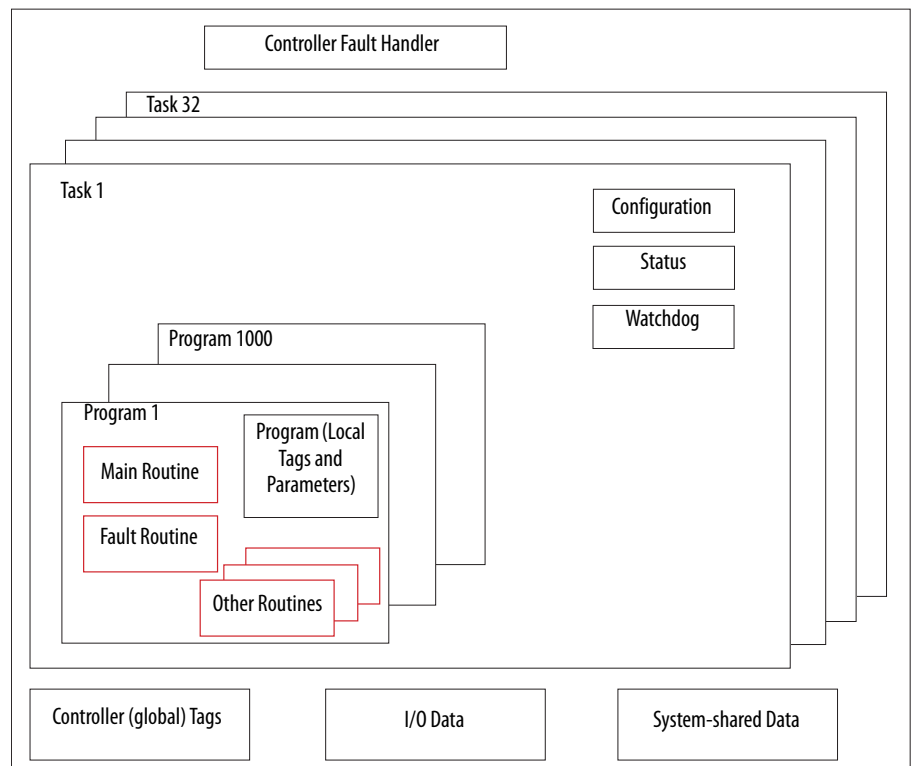 Controller Fault Handler
Task 32
Task 1
Configuration
Status
Watchdog
Program 1000
Program 1
Program (Local
Tags and
Parameters)
Main Routine
Fault Routine
Other Routines
Controller (global) Tags
I/O Data
System-shared Data